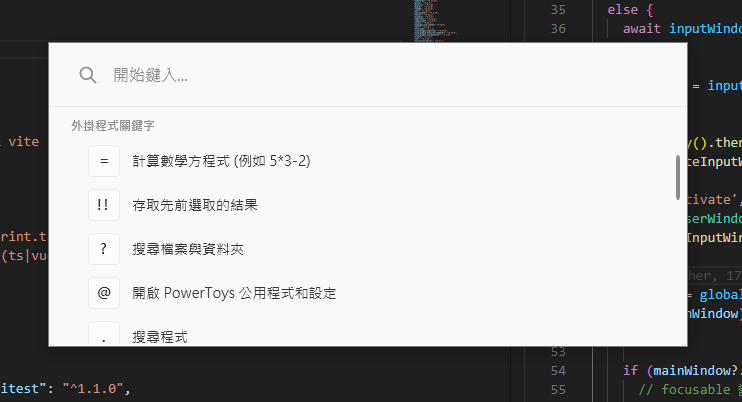 35 else {
36 await inputWindo
開始鍵入...
= input
外掛程式關鍵字
vite
= 計算數學方程式 (例如 5*3-2)
y().then
teInputW
!! 存取先前選取的結果
tivate',
serWindo
rint.t
InputWin
? 搜尋檔案與資料夾
(ts|vu
her, 17
@ 開啟 PowerToys 公用程式和設定
= global
nWindow)
. 搜尋程式
53
54 if (mainWindow?.
itest": "^1.1.0",
55 // focusable